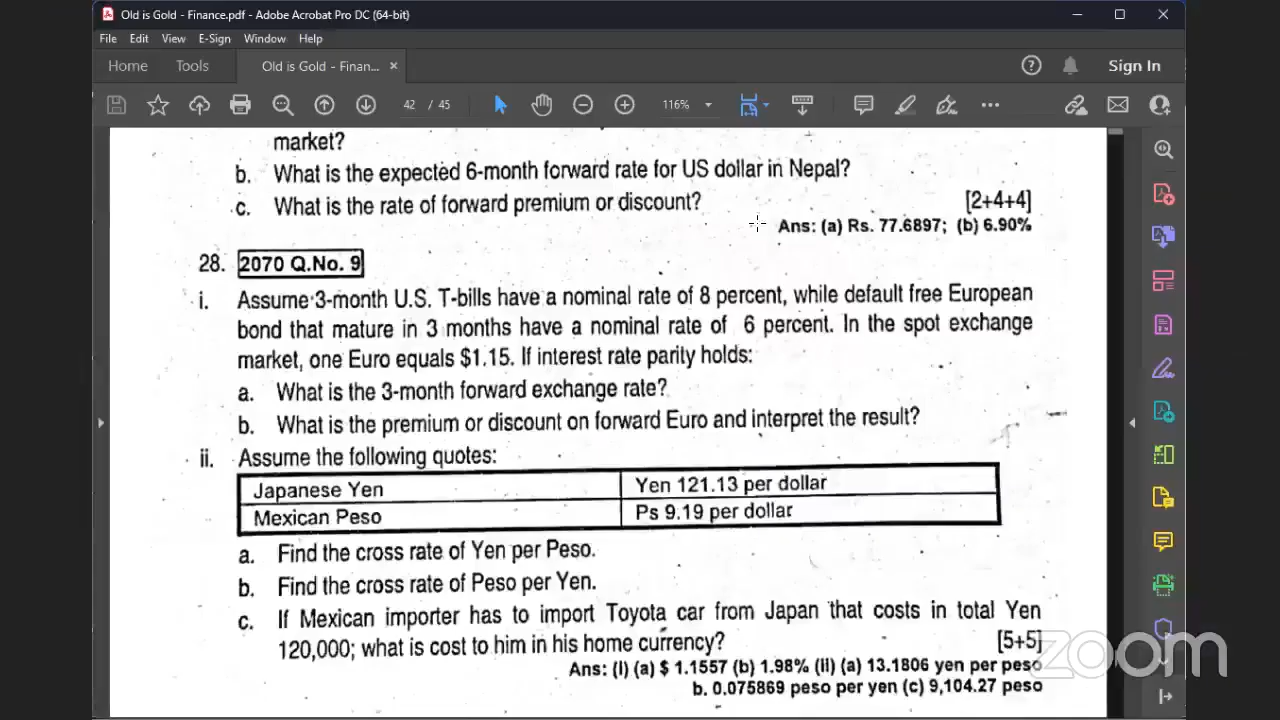 Old is Gold - Finance.pdf - Adobe Acrobat Pro DC (64-bit)
File Edit View E-Sign Window Help
Home Tools Old is Gold - Finan... × Sign In
42 / 45 116%
market?
b. What is the expected 6-month forward rate for US dollar in Nepal?
c. What is the rate of forward premium or discount? [2+4+4]
Ans: (a) Rs. 77.6897; (b) 6.90%
28. 2070 Q.No. 9
i. Assume 3-month U.S. T-bills have a nominal rate of 8 percent, while default free European
bond that mature in 3 months have a nominal rate of 6 percent. In the spot exchange
market, one Euro equals $1.15. If interest rate parity holds:
a. What is the 3-month forward exchange rate?
b. What is the premium or discount on forward Euro and interpret the result?
ii. Assume the following quotes:
Japanese Yen Yen 121.13 per dollar
Mexican Peso Ps 9.19 per dollar
a. Find the cross rate of Yen per Peso.
b. Find the cross rate of Peso per Yen.
c. If Mexican importer has to import Toyota car from Japan that costs in total Yen
120,000; what is cost to him in his home currency? [5+5]
Ans: (i) (a) $ 1.1557 (b) 1.98% (ii) (a) 13.1806 yen per peso
b. 0.075869 peso per yen (c) 9,104.27 peso
zoom